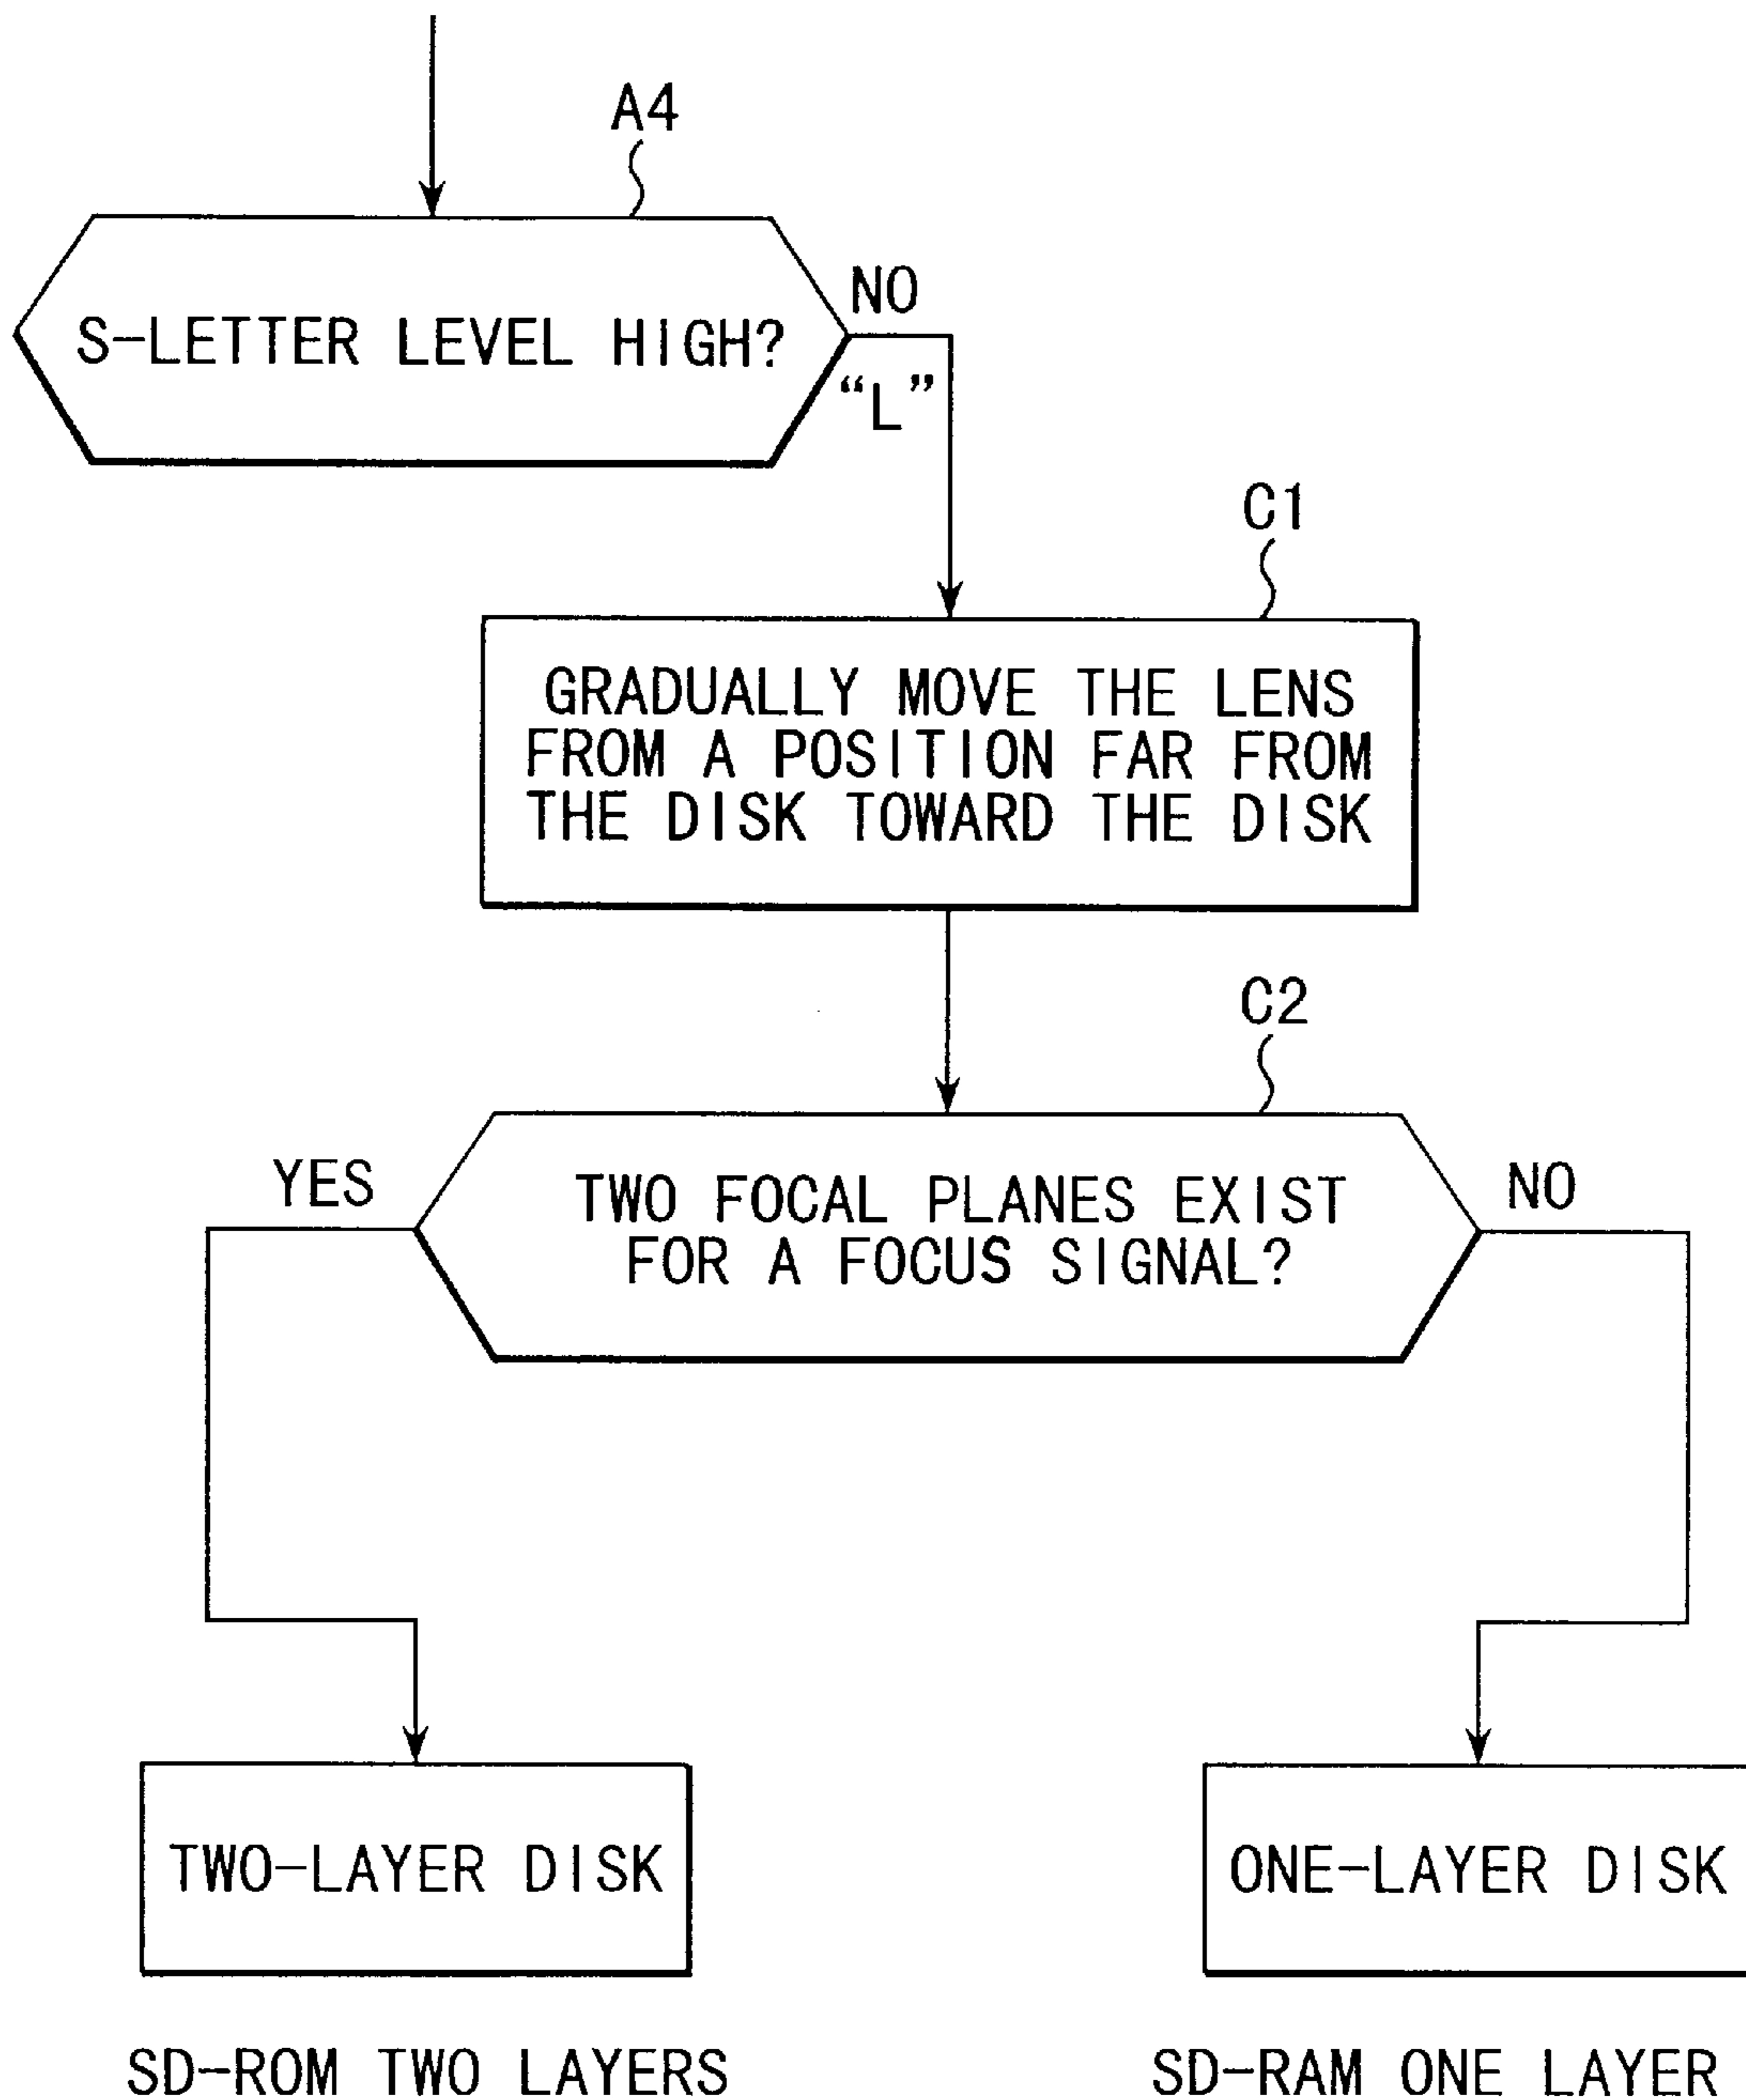 A4
S-LETTER LEVEL HIGH?
NO
“L”
C1
GRADUALLY MOVE THE LENS
FROM A POSITION FAR FROM
THE DISK TOWARD THE DISK
C2
YES
TWO FOCAL PLANES EXIST
FOR A FOCUS SIGNAL?
NO
TWO-LAYER DISK
ONE-LAYER DISK
SD-ROM TWO LAYERS
SD-RAM ONE LAYER